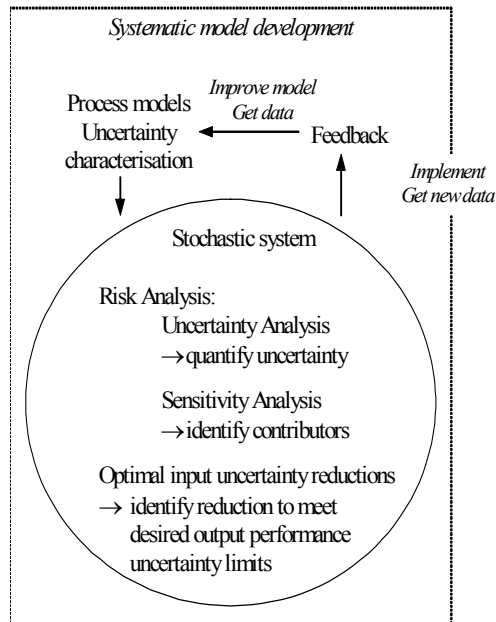 Systematic model development
Improve model
Get data
Process models
Uncertainty
characterisation
Feedback
Implement
Get new data
Stochastic system
Risk Analysis:
Uncertainty Analysis
→quantify uncertainty
Sensitivity Analysis
→identify contributors
Optimal input uncertainty reductions
→ identify reduction to meet
desired output performance
uncertainty limits